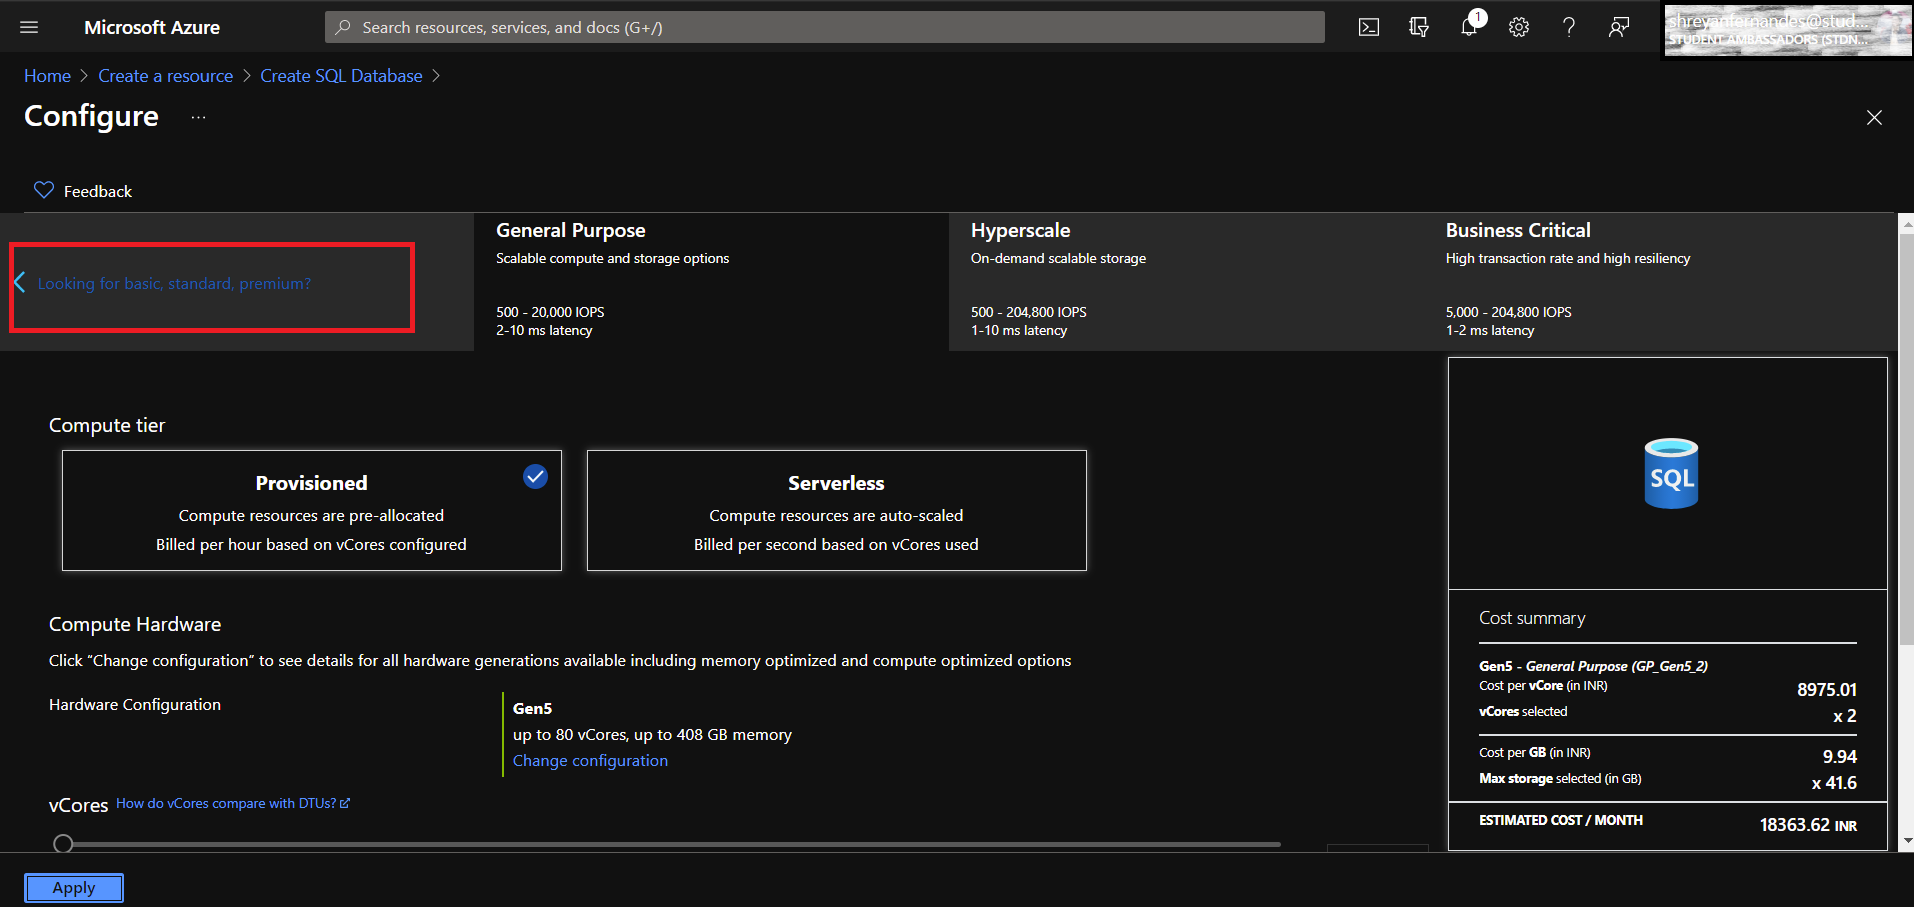 Microsoft Azure
Search resources, services, and docs (G+/)
1
shreyanfernandes@stud...
STUDENT AMBASSADORS (STDN...
Home > Create a resource > Create SQL Database >
Configure ...
Feedback
Looking for basic, standard, premium?
General Purpose
Scalable compute and storage options
500 - 20,000 IOPS
2-10 ms latency
Hyperscale
On-demand scalable storage
500 - 204,800 IOPS
1-10 ms latency
Business Critical
High transaction rate and high resiliency
5,000 - 204,800 IOPS
1-2 ms latency
Compute tier
Provisioned
Compute resources are pre-allocated
Billed per hour based on vCores configured
Serverless
Compute resources are auto-scaled
Billed per second based on vCores used
Compute Hardware
Click “Change configuration” to see details for all hardware generations available including memory optimized and compute optimized options
Hardware Configuration
Gen5
up to 80 vCores, up to 408 GB memory
Change configuration
vCores How do vCores compare with DTUs?
SQL
Cost summary
Gen5 - General Purpose (GP_Gen5_2)
Cost per vCore (in INR) 8975.01
vCores selected x 2
Cost per GB (in INR) 9.94
Max storage selected (in GB) x 41.6
ESTIMATED COST / MONTH 18363.62 INR
Apply